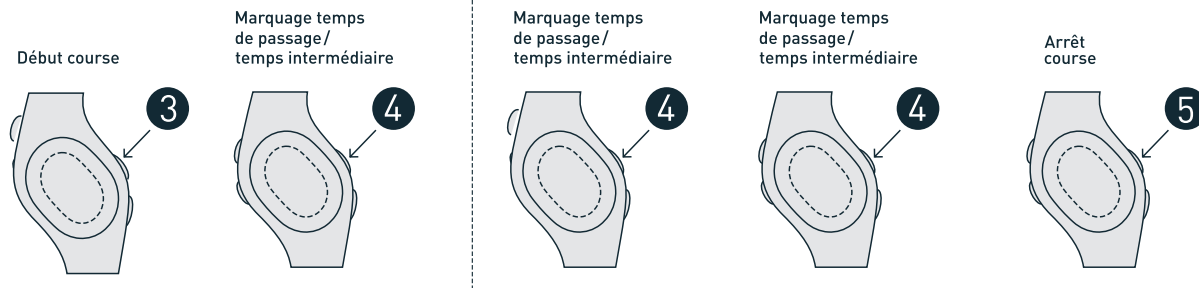 Début course
3
Marquage temps
de passage/
temps intermédiaire
4
Marquage temps
de passage/
temps intermédiaire
4
Marquage temps
de passage/
temps intermédiaire
4
Arrêt
course
5